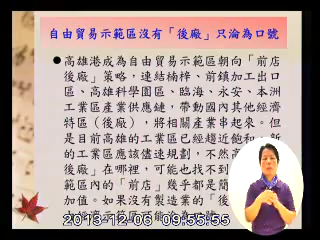 自由貿易示範區沒有「後廠」只淪為口號
●高雄港成為自由貿易示範區朝向「前店
後廠」策略，連結楠梓、前鎮加工出口
區、高雄科學園區、臨海、永安、本洲
工業區產業供應鏈，帶動國內其他經濟
特區（後廠），將相關產業串起來。但
是目前高雄的工業區已經趨近飽和，新
的工業區應該儘速規劃，不然高
廠」在哪裡，可能也找不到
範區內的「前店」幾乎都是簡
加值。如果沒有製造業的「後
2013-12-06 09:55:55